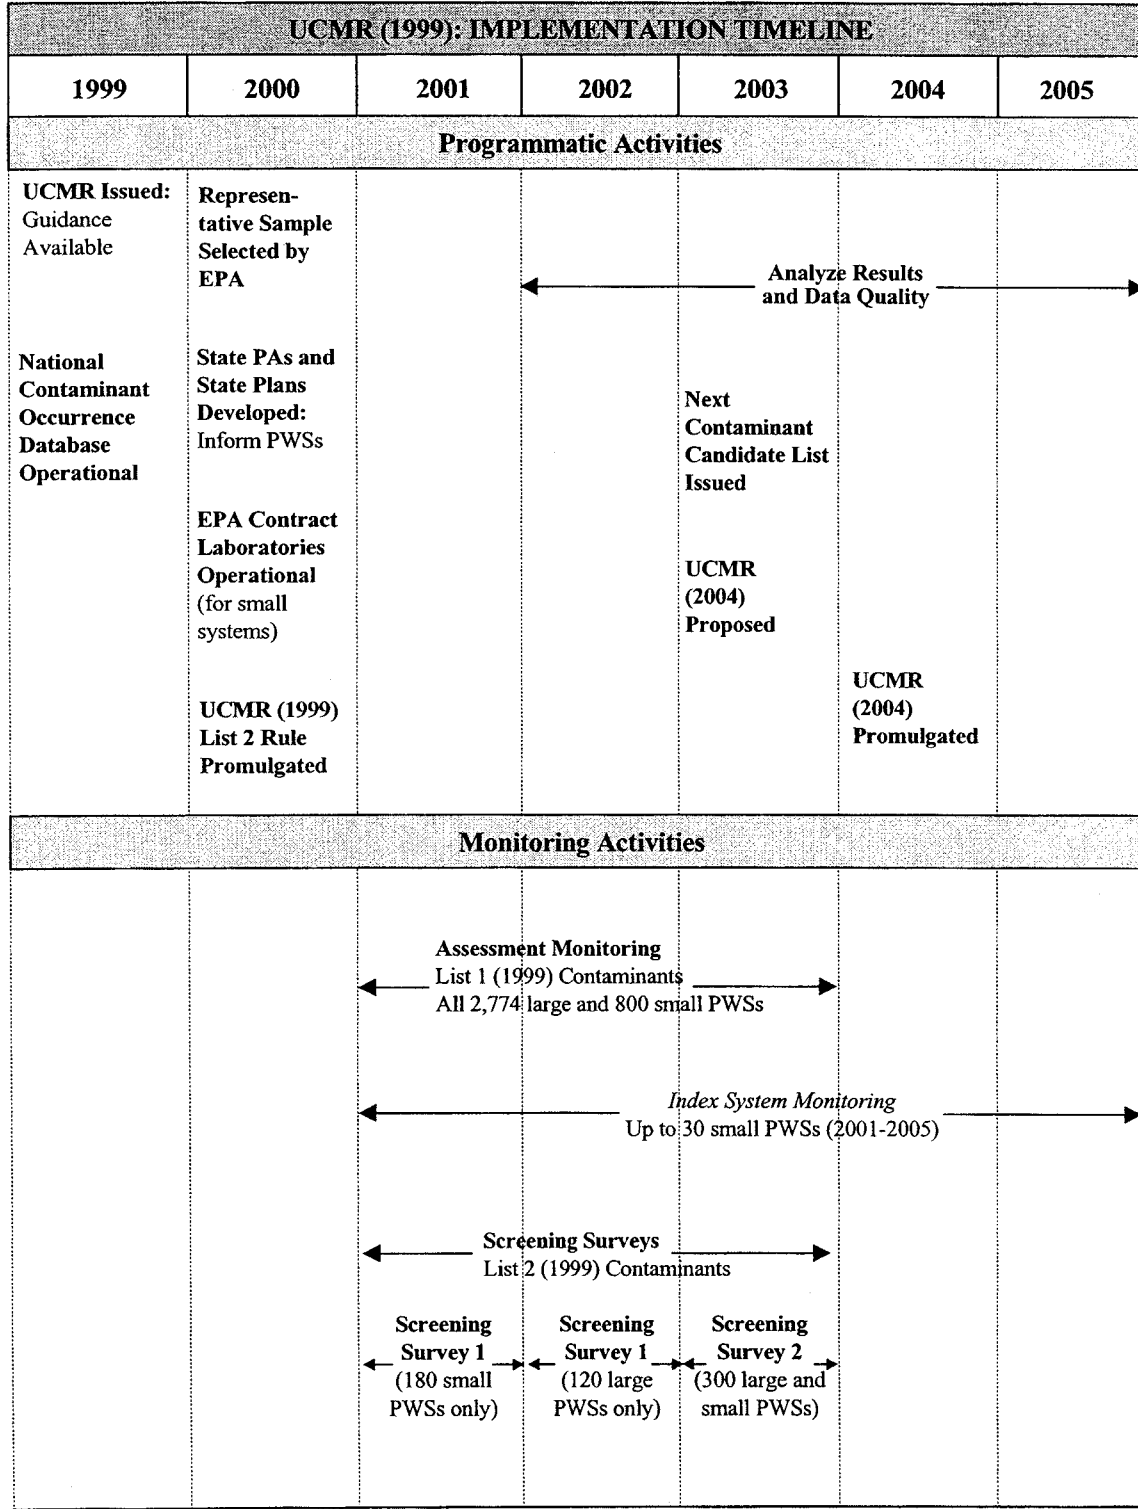 UCMR (1999): IMPLEMENTATION TIMELINE
1999 2000 2001 2002 2003 2004 2005
Programmatic Activities
UCMR Issued:
Guidance
Available
National
Contaminant
Occurrence
Database
Operational
Represen-
tative Sample
Selected by
EPA
State PAs and
State Plans
Developed:
Inform PWSs
EPA Contract
Laboratories
Operational
(for small
systems)
UCMR (1999)
List 2 Rule
Promulgated
Analyze Results
and Data Quality
Next
Contaminant
Candidate List
Issued
UCMR
(2004)
Proposed
UCMR
(2004)
Promulgated
Monitoring Activities
Assessment Monitoring
List 1 (1999) Contaminants
All 2,774 large and 800 small PWSs
Index System Monitoring
Up to 30 small PWSs (2001-2005)
Screening Surveys
List 2 (1999) Contaminants
Screening
Survey 1
(180 small
PWSs only)
Screening
Survey 1
(120 large
PWSs only)
Screening
Survey 2
(300 large and
small PWSs)